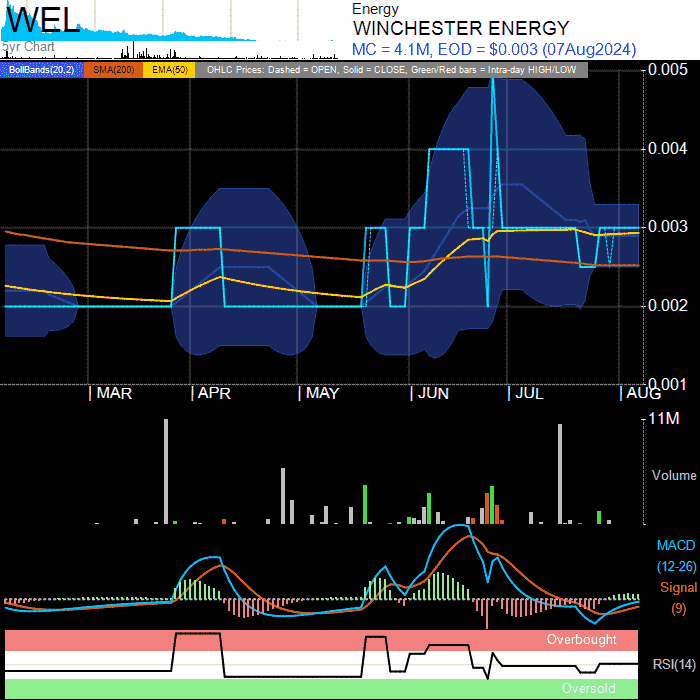 WEL
5yr Chart
Energy
WINCHESTER ENERGY
MC = 4.1M, EOD = $0.003 (07Aug2024)
BollBands(20,2) SMA(200) EMA(50) OHLC Prices: Dashed = OPEN, Solid = CLOSE, Green/Red bars = Intra-day HIGH/LOW
0.005
0.004
0.003
0.002
0.001
| MAR | APR | MAY | JUN | JUL | AUG
11M
Volume
MACD
(12-26)
Signal
(9)
Overbought
RSI(14)
Oversold